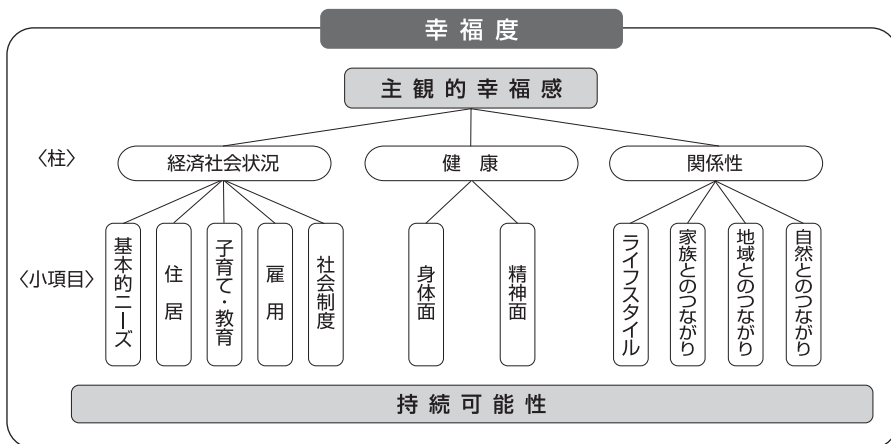 幸福度
主観的幸福感
〈柱〉
経済社会状況
健康
関係性
〈小項目〉
基本的ニーズ
住居
子育て・教育
雇用
社会制度
身体面
精神面
ライフスタイル
家族とのつながり
地域とのつながり
自然とのつながり
持続可能性